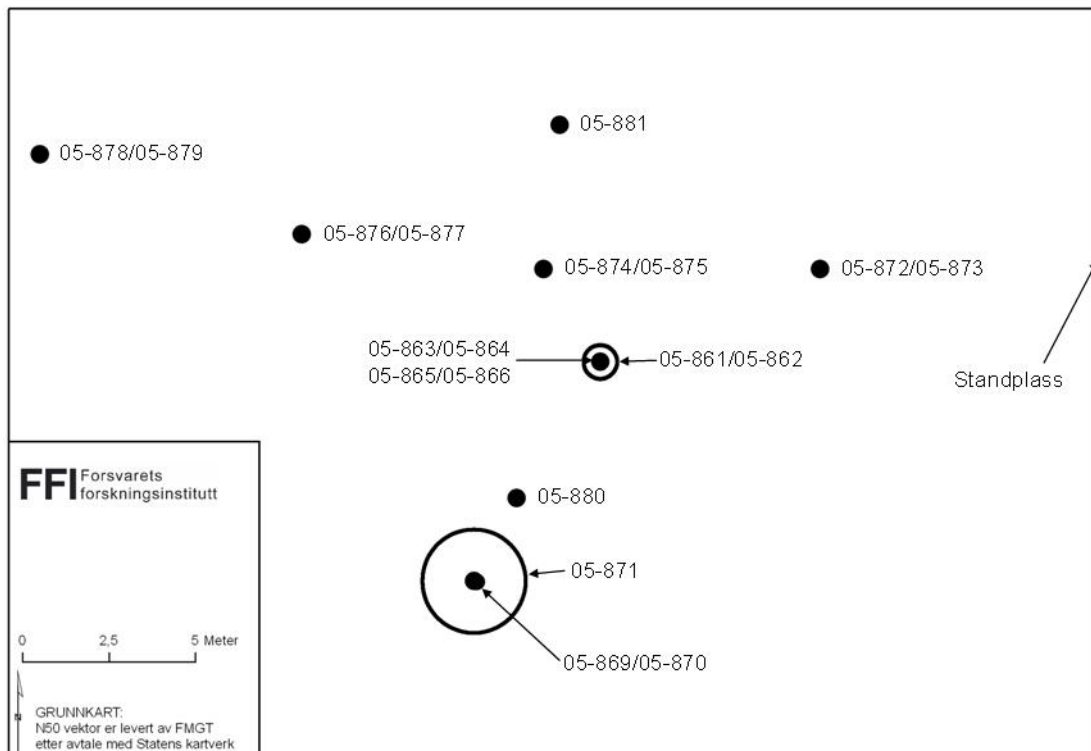 05-881
05-878/05-879
05-876/05-877
05-874/05-875
05-872/05-873
05-863/05-864
05-865/05-866
05-861/05-862
Standplass
FFI Forsvarets
forskningsinstitutt
05-880
05-871
05-869/05-870
0 2,5 5 Meter
N
GRUNNKART:
N50 vektor er levert av FMGT
etter avtale med Statens kartverk